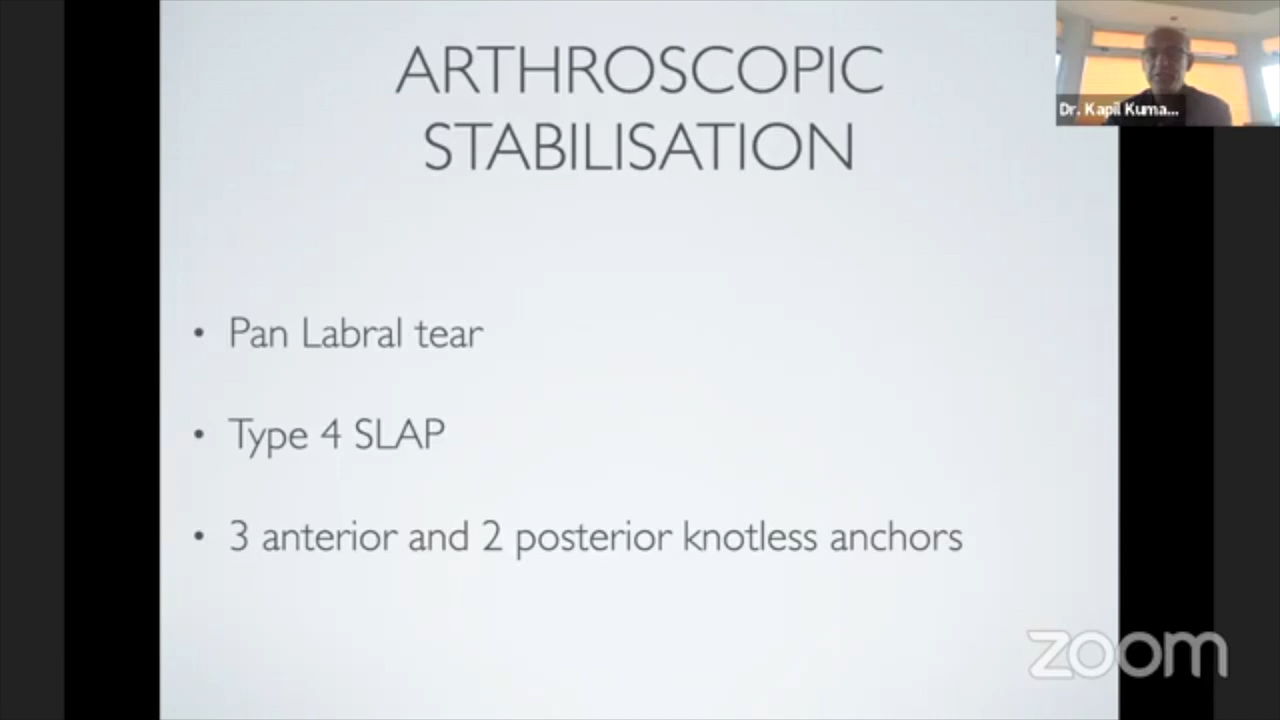 ARTHROSCOPIC
STABILISATION
Dr. Kapil Kuma...
• Pan Labral tear
• Type 4 SLAP
• 3 anterior and 2 posterior knotless anchors
zoom